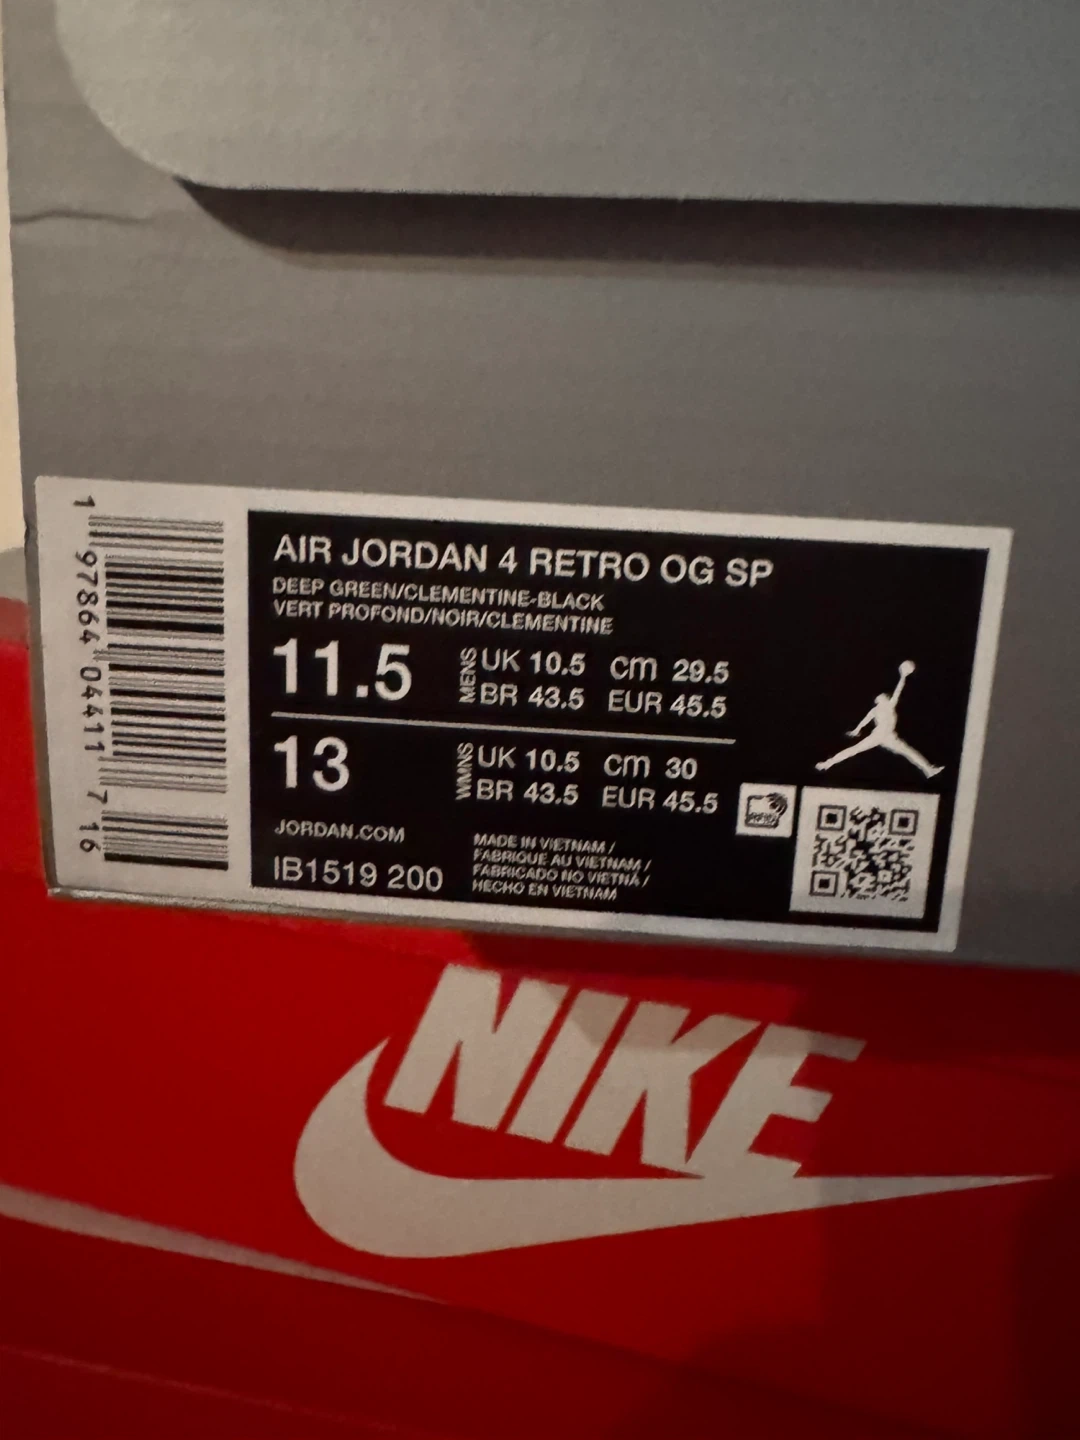 AIR JORDAN 4 RETRO OG SP
DEEP GREEN/CLEMENTINE-BLACK
VERT PROFOND/NOIR/CLEMENTINE
11.5
MENS
UK 10.5 cm 29.5
BR 43.5 EUR 45.5
13
WMNS
UK 10.5 cm 30
BR 43.5 EUR 45.5
JORDAN.COM
IB1519 200
MADE IN VIETNAM /
FABRIQUE AU VIETNAM /
FABRICADO NO VIETNÃ /
HECHO EN VIETNAM
1 97864 04411 7 16
NIKE